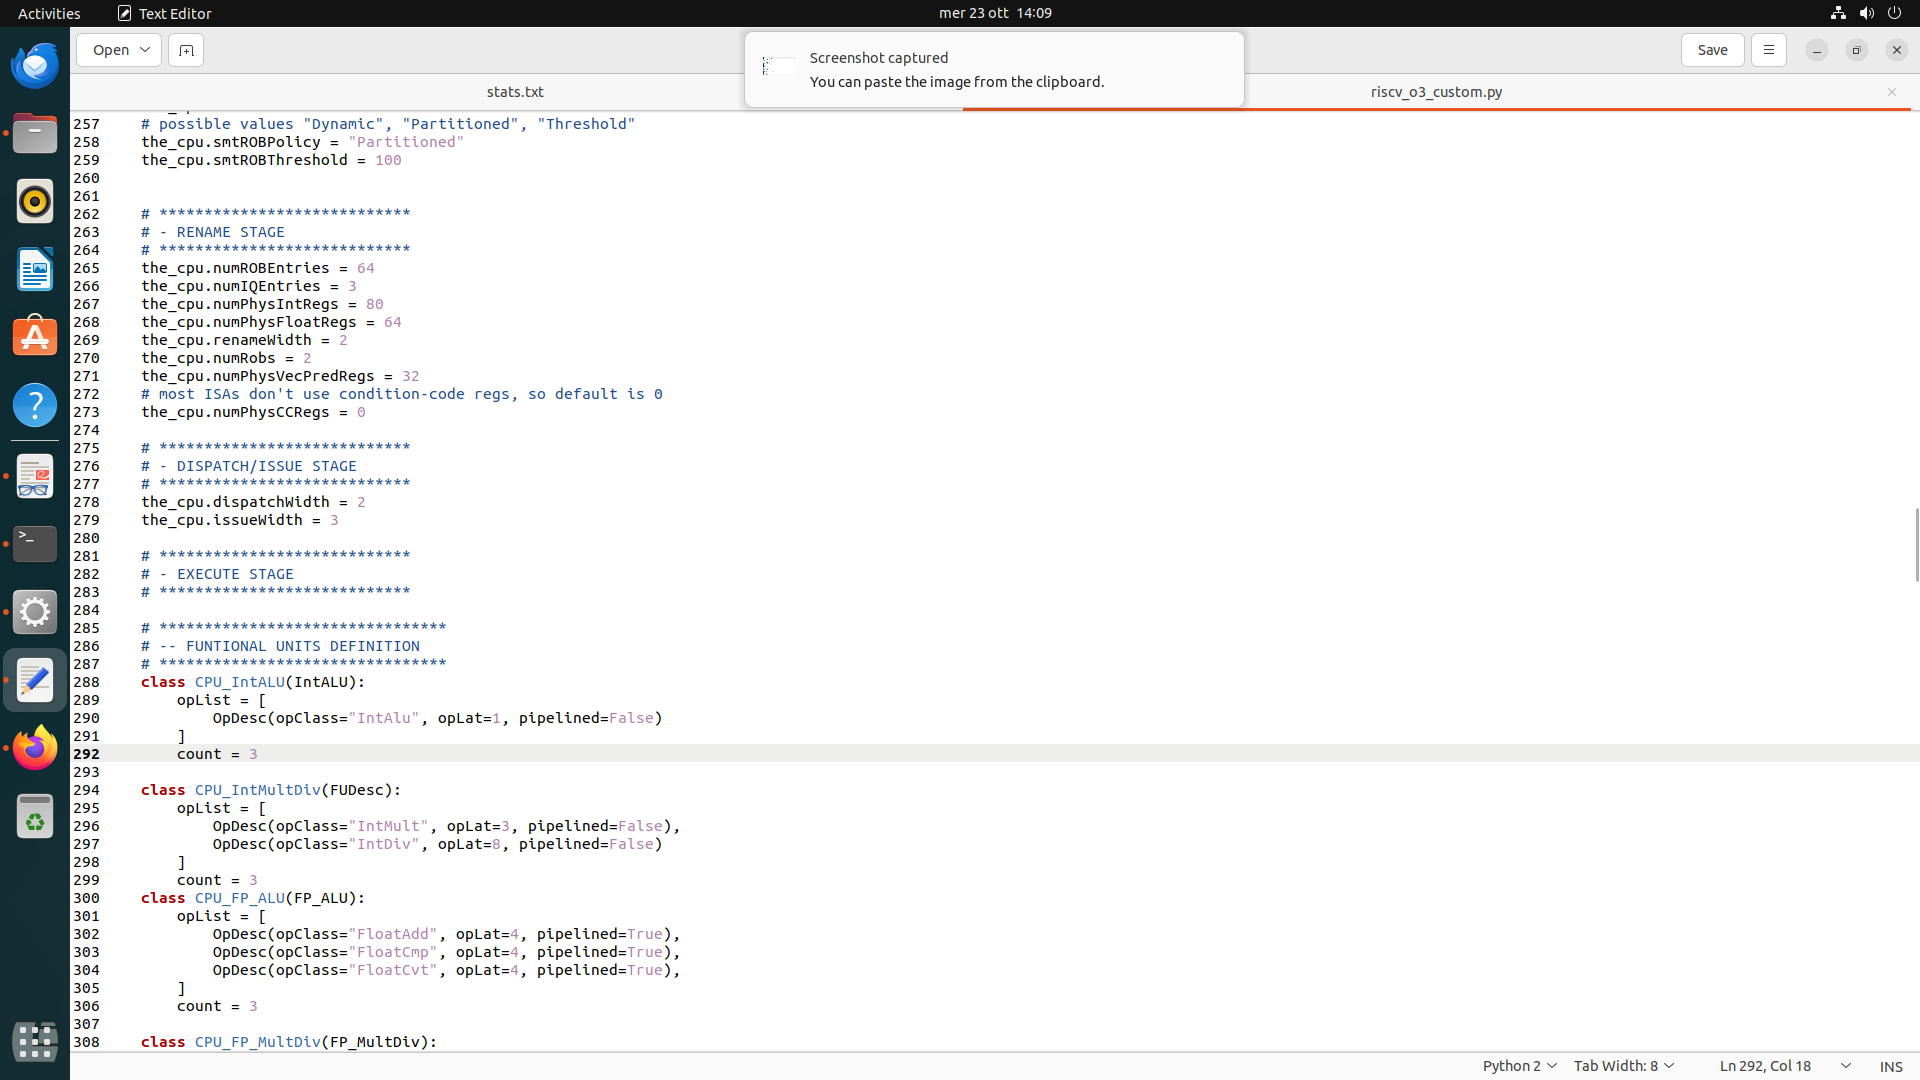 Activities
Text Editor
mer 23 ott 14:09
Open
Save
Screenshot captured
You can paste the image from the clipboard.
stats.txt
riscv_o3_custom.py
257 # possible values "Dynamic", "Partitioned", "Threshold"
258 the_cpu.smtROBPolicy = "Partitioned"
259 the_cpu.smtROBThreshold = 100
260
261
262 # ****************************
263 # - RENAME STAGE
264 # ****************************
265 the_cpu.numROBEntries = 64
266 the_cpu.numIQEntries = 3
267 the_cpu.numPhysIntRegs = 80
268 the_cpu.numPhysFloatRegs = 64
269 the_cpu.renameWidth = 2
270 the_cpu.numRobs = 2
271 the_cpu.numPhysVecPredRegs = 32
272 # most ISAs don't use condition-code regs, so default is 0
273 the_cpu.numPhysCCRegs = 0
274
275 # ****************************
276 # - DISPATCH/ISSUE STAGE
277 # ****************************
278 the_cpu.dispatchWidth = 2
279 the_cpu.issueWidth = 3
280
281 # ****************************
282 # - EXECUTE STAGE
283 # ****************************
284
285 # ********************************
286 # -- FUNTIONAL UNITS DEFINITION
287 # ********************************
288 class CPU_IntALU(IntALU):
289 opList = [
290 OpDesc(opClass="IntAlu", opLat=1, pipelined=False)
291 ]
292 count = 3
293
294 class CPU_IntMultDiv(FUDesc):
295 opList = [
296 OpDesc(opClass="IntMult", opLat=3, pipelined=False),
297 OpDesc(opClass="IntDiv", opLat=8, pipelined=False)
298 ]
299 count = 3
300 class CPU_FP_ALU(FP_ALU):
301 opList = [
302 OpDesc(opClass="FloatAdd", opLat=4, pipelined=True),
303 OpDesc(opClass="FloatCmp", opLat=4, pipelined=True),
304 OpDesc(opClass="FloatCvt", opLat=4, pipelined=True),
305 ]
306 count = 3
307
308 class CPU_FP_MultDiv(FP_MultDiv):
Python 2
Tab Width: 8
Ln 292, Col 18
INS